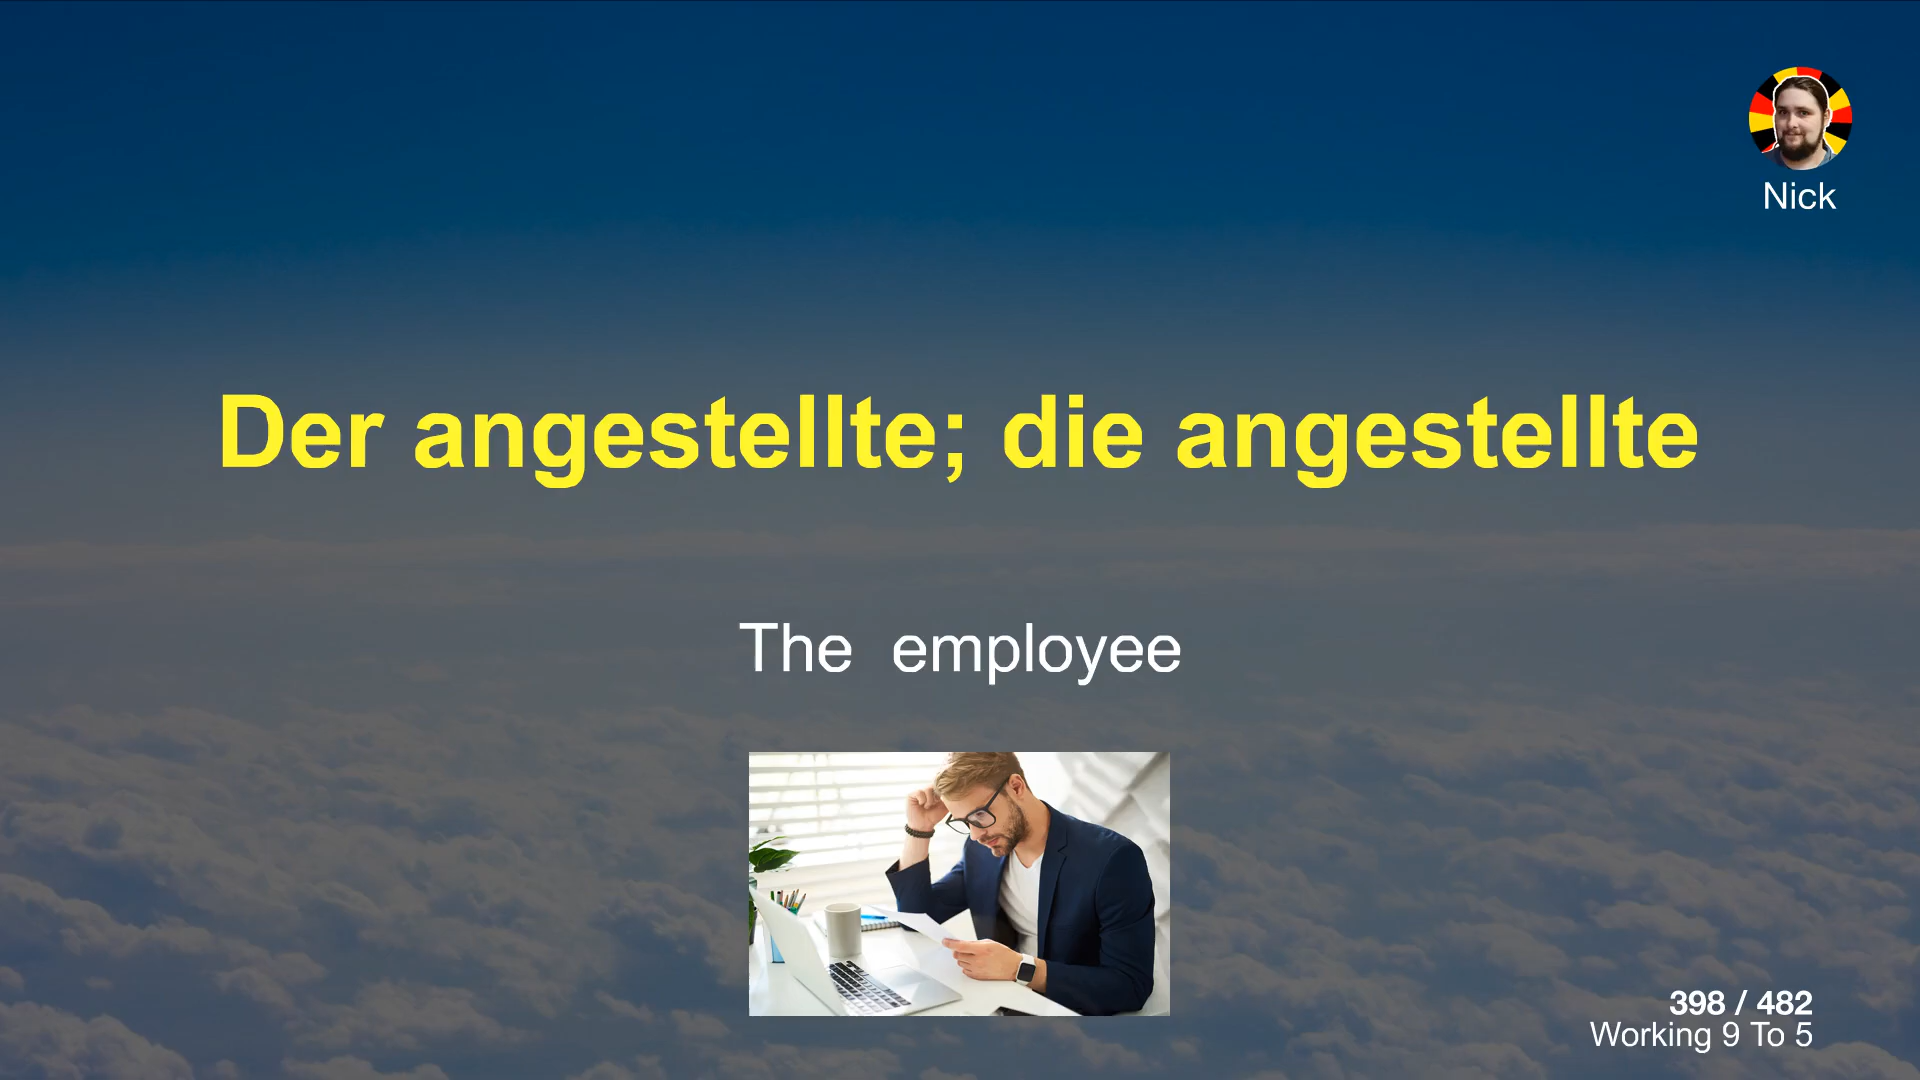 Nick
Der angestellte; die angestellte
The employee
398 / 482
Working 9 To 5